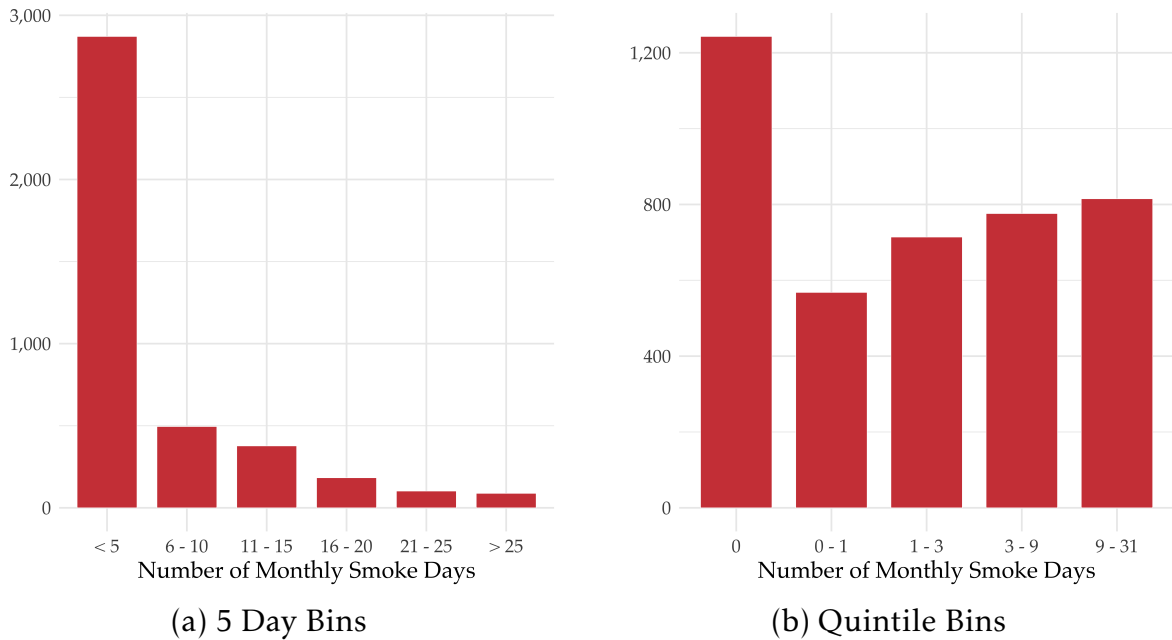 3,000
2,000
1,000
0
< 5 6 - 10 11 - 15 16 - 20 21 - 25 > 25
Number of Monthly Smoke Days
(a) 5 Day Bins
1,200
800
400
0
0 0 - 1 1 - 3 3 - 9 9 - 31
Number of Monthly Smoke Days
(b) Quintile Bins